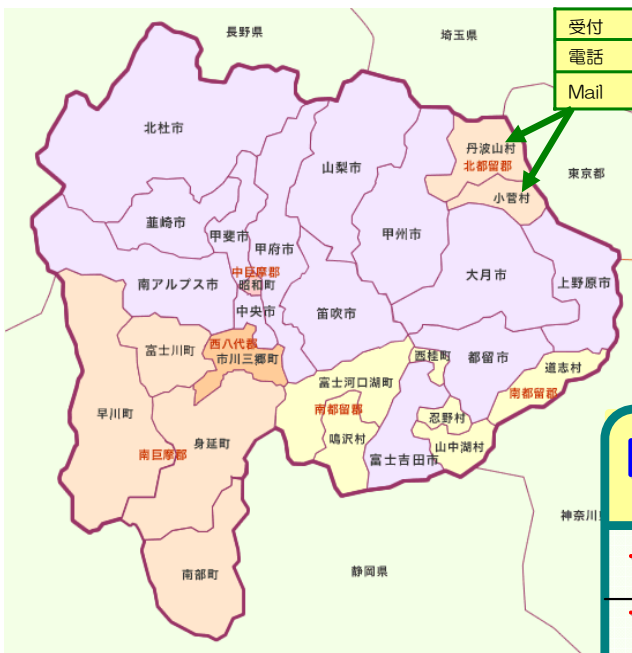 長野県
埼玉県
受付
電話
Mail
北杜市
丹波山村
北都留郡
山梨市
東京都
小菅村
韮崎市
甲斐市
甲府市
甲州市
中巨摩郡
昭和町
大月市
上野原市
南アルプス市
中央市
笛吹市
西八代郡
市川三郷町
富士川町
西桂町
都留市
道志村
富士河口湖町
南都留郡
南都留郡
早川町
忍野村
鳴沢村
身延町
山中湖村
南巨摩郡
富士吉田市
神奈川県
静岡県
南部町